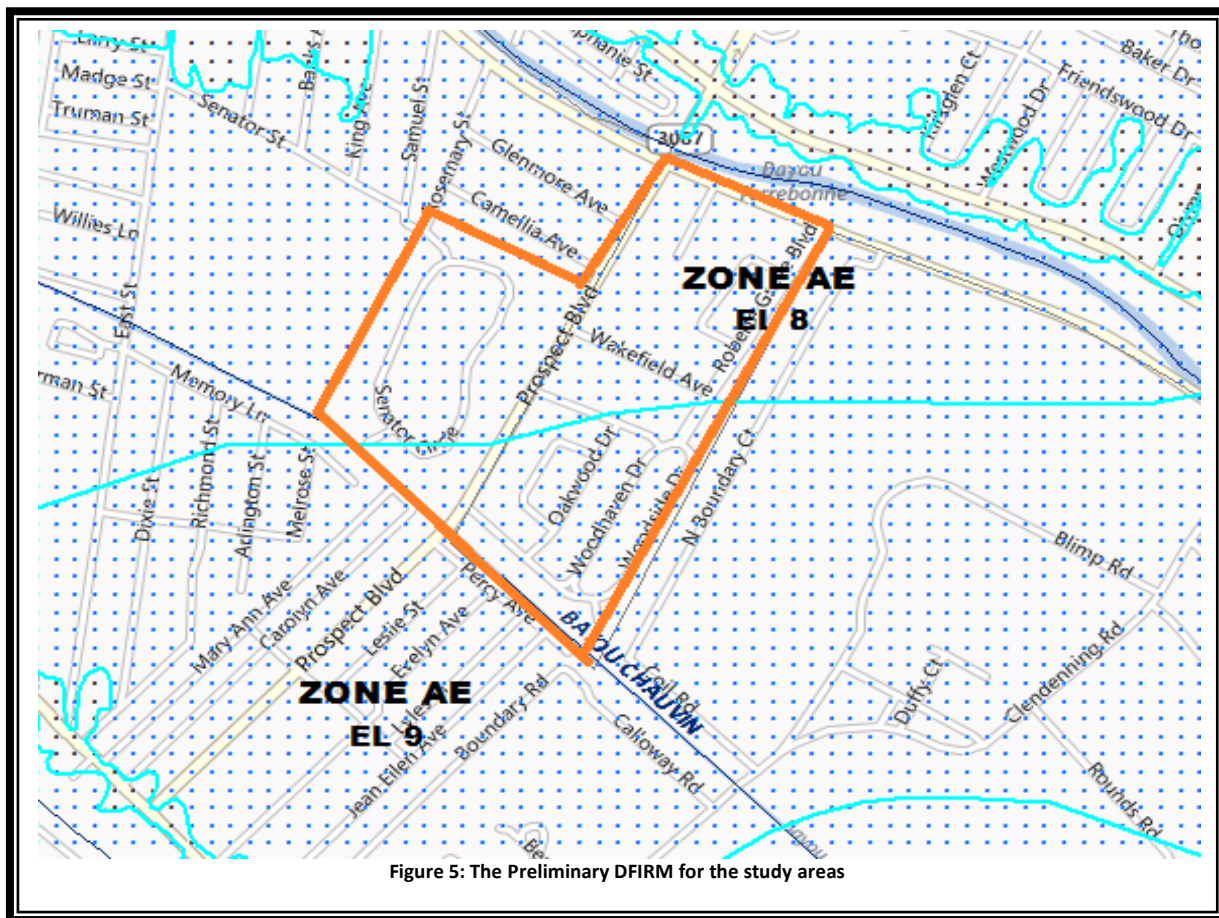 Larry St
Madge St
Truman St
Senator St
King Ave
Samuel St
Rosemary St
Glenmore Ave
Camellia Ave
3087
Bayou
Terrebonne
Baker Dr
Friendswood Dr
Westwood Dr
Willies Ln
East St
Memory Ln
Senator Circle
Prospect Blvd
Wakefield Ave
ZONE AE
EL 8
Richmond St
Adington St
Melrose St
Dixie St
Oakwood Dr
Woodhaven Dr
Woodside Dr
N Boundary Ct
Blimp Rd
Mary Ann Ave
Carolyn Ave
Prospect Blvd
Leslie St
Evelyn Ave
Percy Ave
BAYOU CHAUVIN
Coil Rd
Duffy Ct
Clendenning Rd
ZONE AE
EL 9
Boundary Rd
Jean Ellen Ave
Calloway Rd
Rounds Rd
Bayou
Figure 5: The Preliminary DFIRM for the study areas